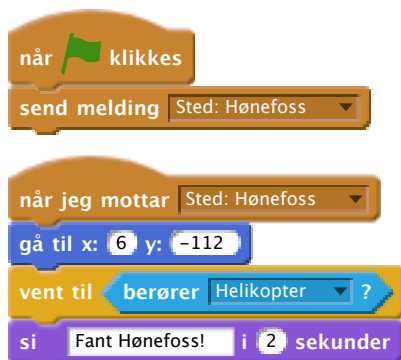 når klikkes
send melding Sted: Hønefoss
når jeg mottar Sted: Hønefoss
gå til x: 6 y: -112
vent til berører Helikopter ?
si Fant Hønefoss! i 2 sekunder